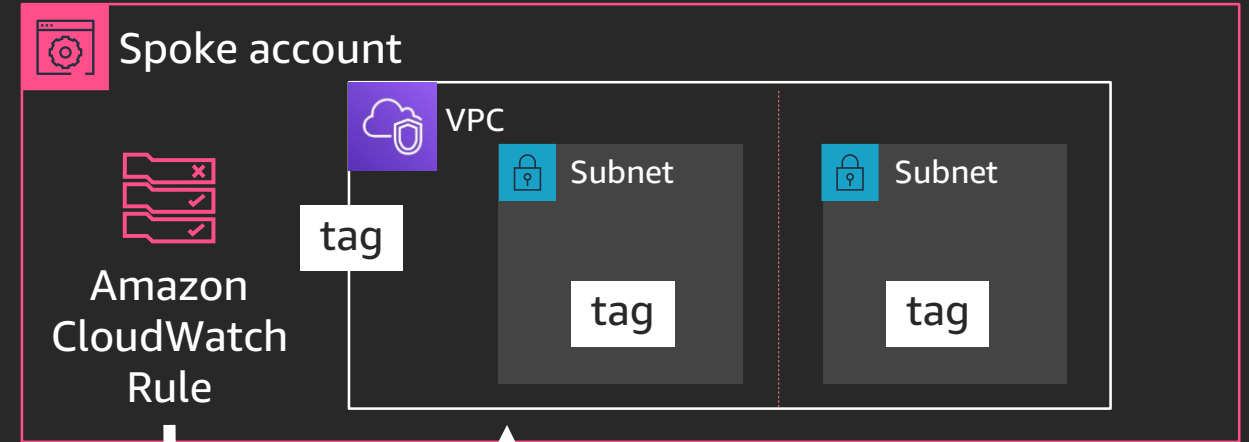 Spoke account
VPC
Subnet
Subnet
tag
tag
tag
Amazon
CloudWatch
Rule